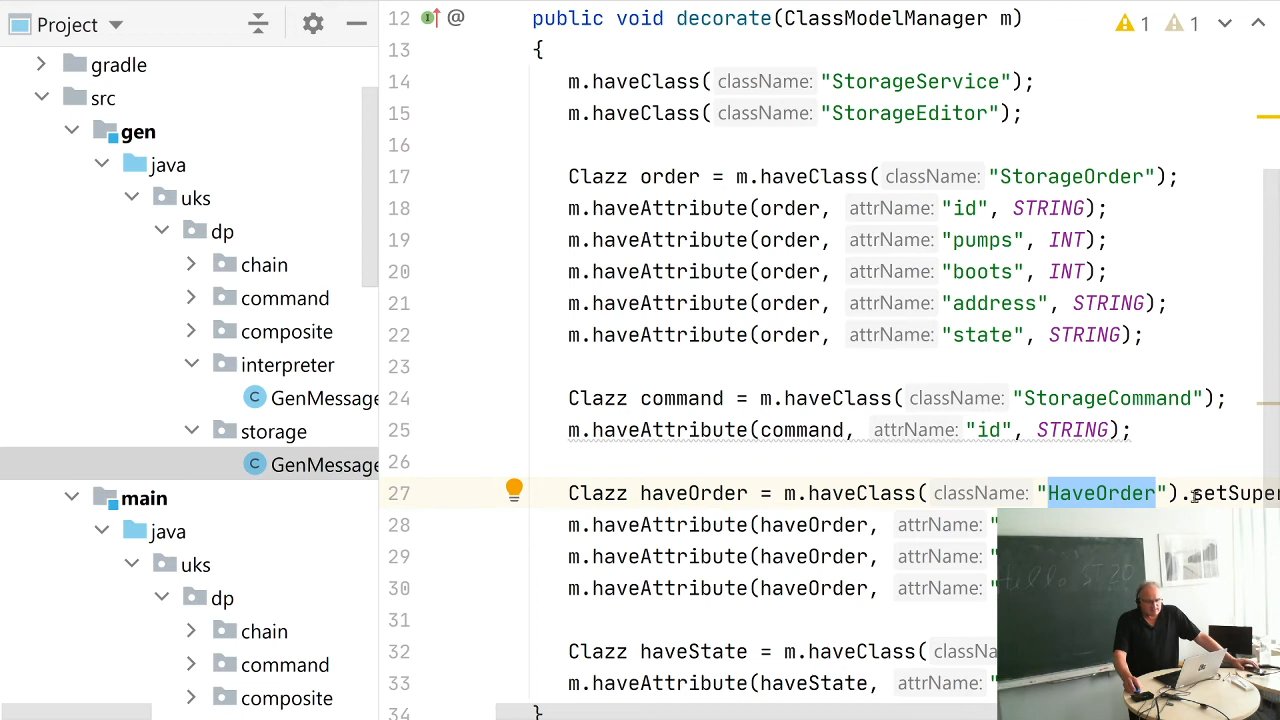 Project
gradle
src
gen
java
uks
dp
chain
command
composite
interpreter
GenMessage
storage
GenMessage
main
java
uks
dp
chain
command
composite
1 1
12 public void decorate(ClassModelManager m)
13 {
14 m.haveClass( className: "StorageService");
15 m.haveClass( className: "StorageEditor");
16
17 Clazz order = m.haveClass( className: "StorageOrder");
18 m.haveAttribute(order, attrName: "id", STRING);
19 m.haveAttribute(order, attrName: "pumps", INT);
20 m.haveAttribute(order, attrName: "boots", INT);
21 m.haveAttribute(order, attrName: "address", STRING);
22 m.haveAttribute(order, attrName: "state", STRING);
23
24 Clazz command = m.haveClass( className: "StorageCommand");
25 m.haveAttribute(command, attrName: "id", STRING);
26
27 Clazz haveOrder = m.haveClass( className: "HaveOrder").setSuper
28 m.haveAttribute(haveOrder, attrName: "
29 m.haveAttribute(haveOrder, attrName: "
30 m.haveAttribute(haveOrder, attrName: "
31
32 Clazz haveState = m.haveClass( classNa
33 m.haveAttribute(haveState, attrName: "
34 }